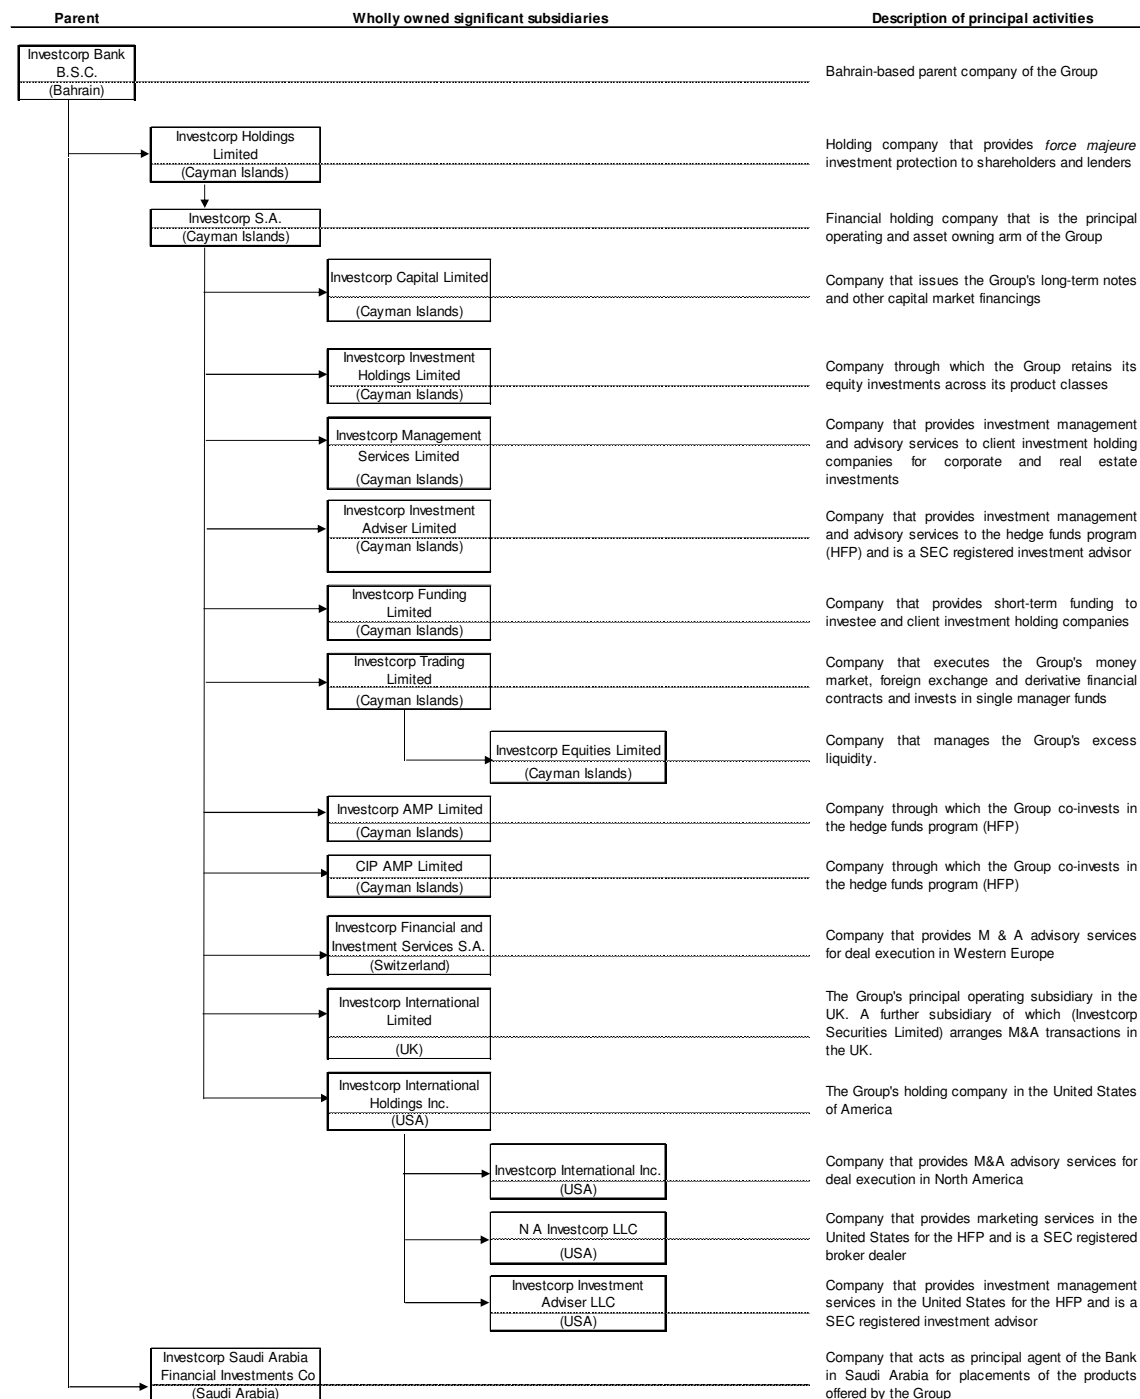 Parent Wholly owned significant subsidiaries Description of principal activities
Investcorp Bank
B.S.C.
(Bahrain)
Bahrain-based parent company of the Group
Investcorp Holdings
Limited
(Cayman Islands)
Holding company that provides force majeure
investment protection to shareholders and lenders
Investcorp S.A.
(Cayman Islands)
Financial holding company that is the principal
operating and asset owning arm of the Group
Investcorp Capital Limited
(Cayman Islands)
Company that issues the Group's long-term notes
and other capital market financings
Investcorp Investment
Holdings Limited
(Cayman Islands)
Company through which the Group retains its
equity investments across its product classes
Investcorp Management
Services Limited
(Cayman Islands)
Company that provides investment management
and advisory services to client investment holding
companies for corporate and real estate
investments
Investcorp Investment
Adviser Limited
(Cayman Islands)
Company that provides investment management
and advisory services to the hedge funds program
(HFP) and is a SEC registered investment advisor
Investcorp Funding
Limited
(Cayman Islands)
Company that provides short-term funding to
investee and client investment holding companies
Investcorp Trading
Limited
(Cayman Islands)
Company that executes the Group's money
market, foreign exchange and derivative financial
contracts and invests in single manager funds
Investcorp Equities Limited
(Cayman Islands)
Company that manages the Group's excess
liquidity.
Investcorp AMP Limited
(Cayman Islands)
Company through which the Group co-invests in
the hedge funds program (HFP)
CIP AMP Limited
(Cayman Islands)
Company through which the Group co-invests in
the hedge funds program (HFP)
Investcorp Financial and
Investment Services S.A.
(Switzerland)
Company that provides M & A advisory services
for deal execution in Western Europe
Investcorp International
Limited
(UK)
The Group's principal operating subsidiary in the
UK. A further subsidiary of which (Investcorp
Securities Limited) arranges M&A transactions in
the UK.
Investcorp International
Holdings Inc.
(USA)
The Group's holding company in the United States
of America
Investcorp International Inc.
(USA)
Company that provides M&A advisory services for
deal execution in North America
N A Investcorp LLC
(USA)
Company that provides marketing services in the
United States for the HFP and is a SEC registered
broker dealer
Investcorp Investment
Adviser LLC
(USA)
Company that provides investment management
services in the United States for the HFP and is a
SEC registered investment advisor
Investcorp Saudi Arabia
Financial Investments Co
(Saudi Arabia)
Company that acts as principal agent of the Bank
in Saudi Arabia for placements of the products
offered by the Group